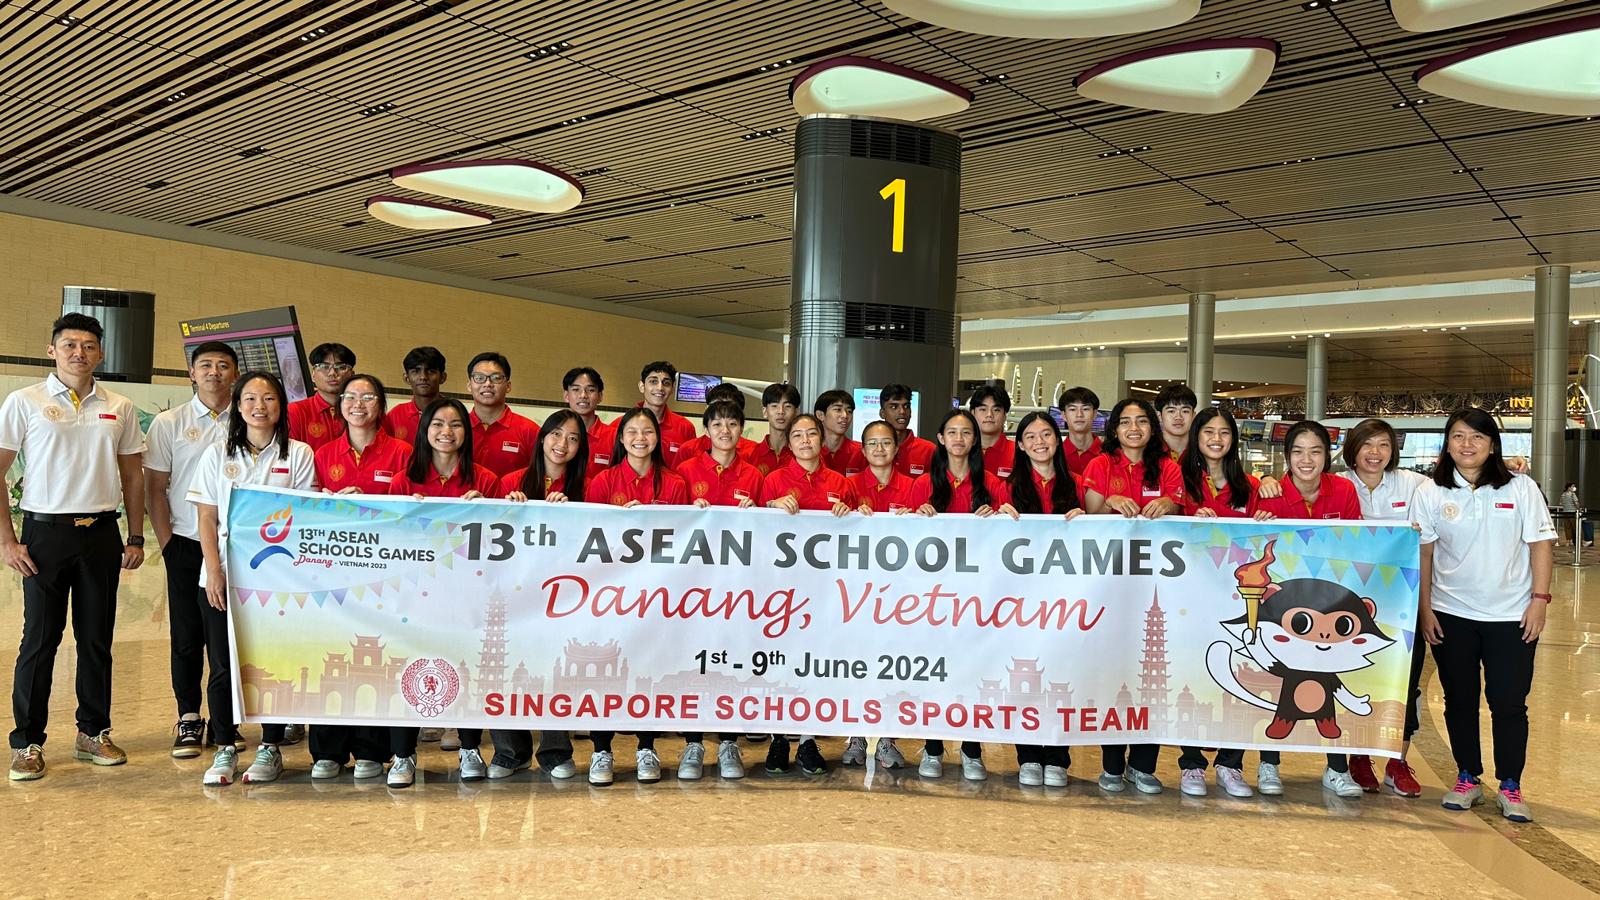 1
Terminal 4 Departures
13TH ASEAN
SCHOOLS GAMES
Danang - VIETNAM 2023
13th ASEAN SCHOOL GAMES
Danang, Vietnam
1st - 9th June 2024
SINGAPORE SCHOOLS SPORTS TEAM